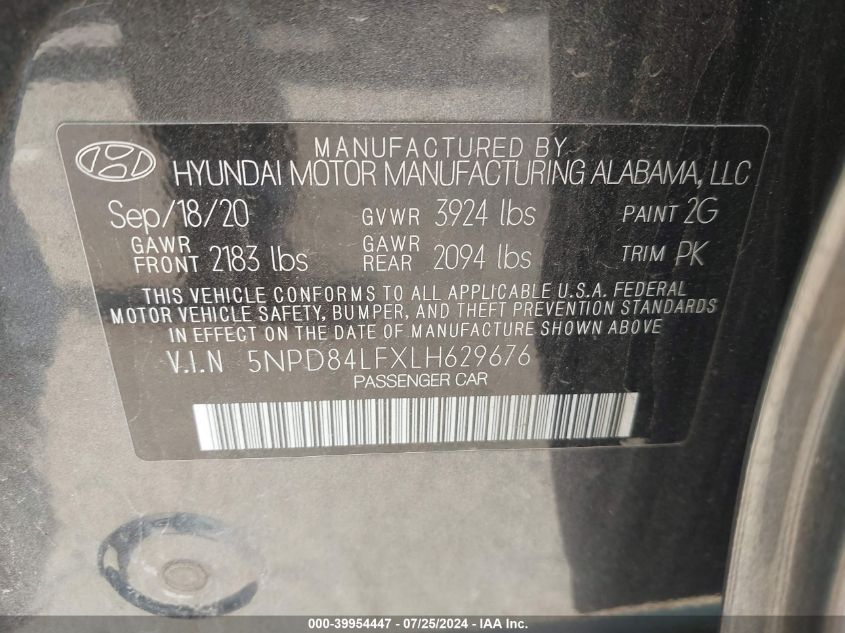 MANUFACTURED BY
HYUNDAI MOTOR MANUFACTURING ALABAMA, LLC
Sep/18/20 GVWR 3924 lbs PAINT 2G
GAWR FRONT 2183 lbs GAWR REAR 2094 lbs TRIM PK
THIS VEHICLE CONFORMS TO ALL APPLICABLE U.S.A. FEDERAL
MOTOR VEHICLE SAFETY, BUMPER, AND THEFT PREVENTION STANDARDS
IN EFFECT ON THE DATE OF MANUFACTURE SHOWN ABOVE
V.I.N 5NPD84LFXLH629676
PASSENGER CAR
000-39954447 - 07/25/2024 - IAA Inc.